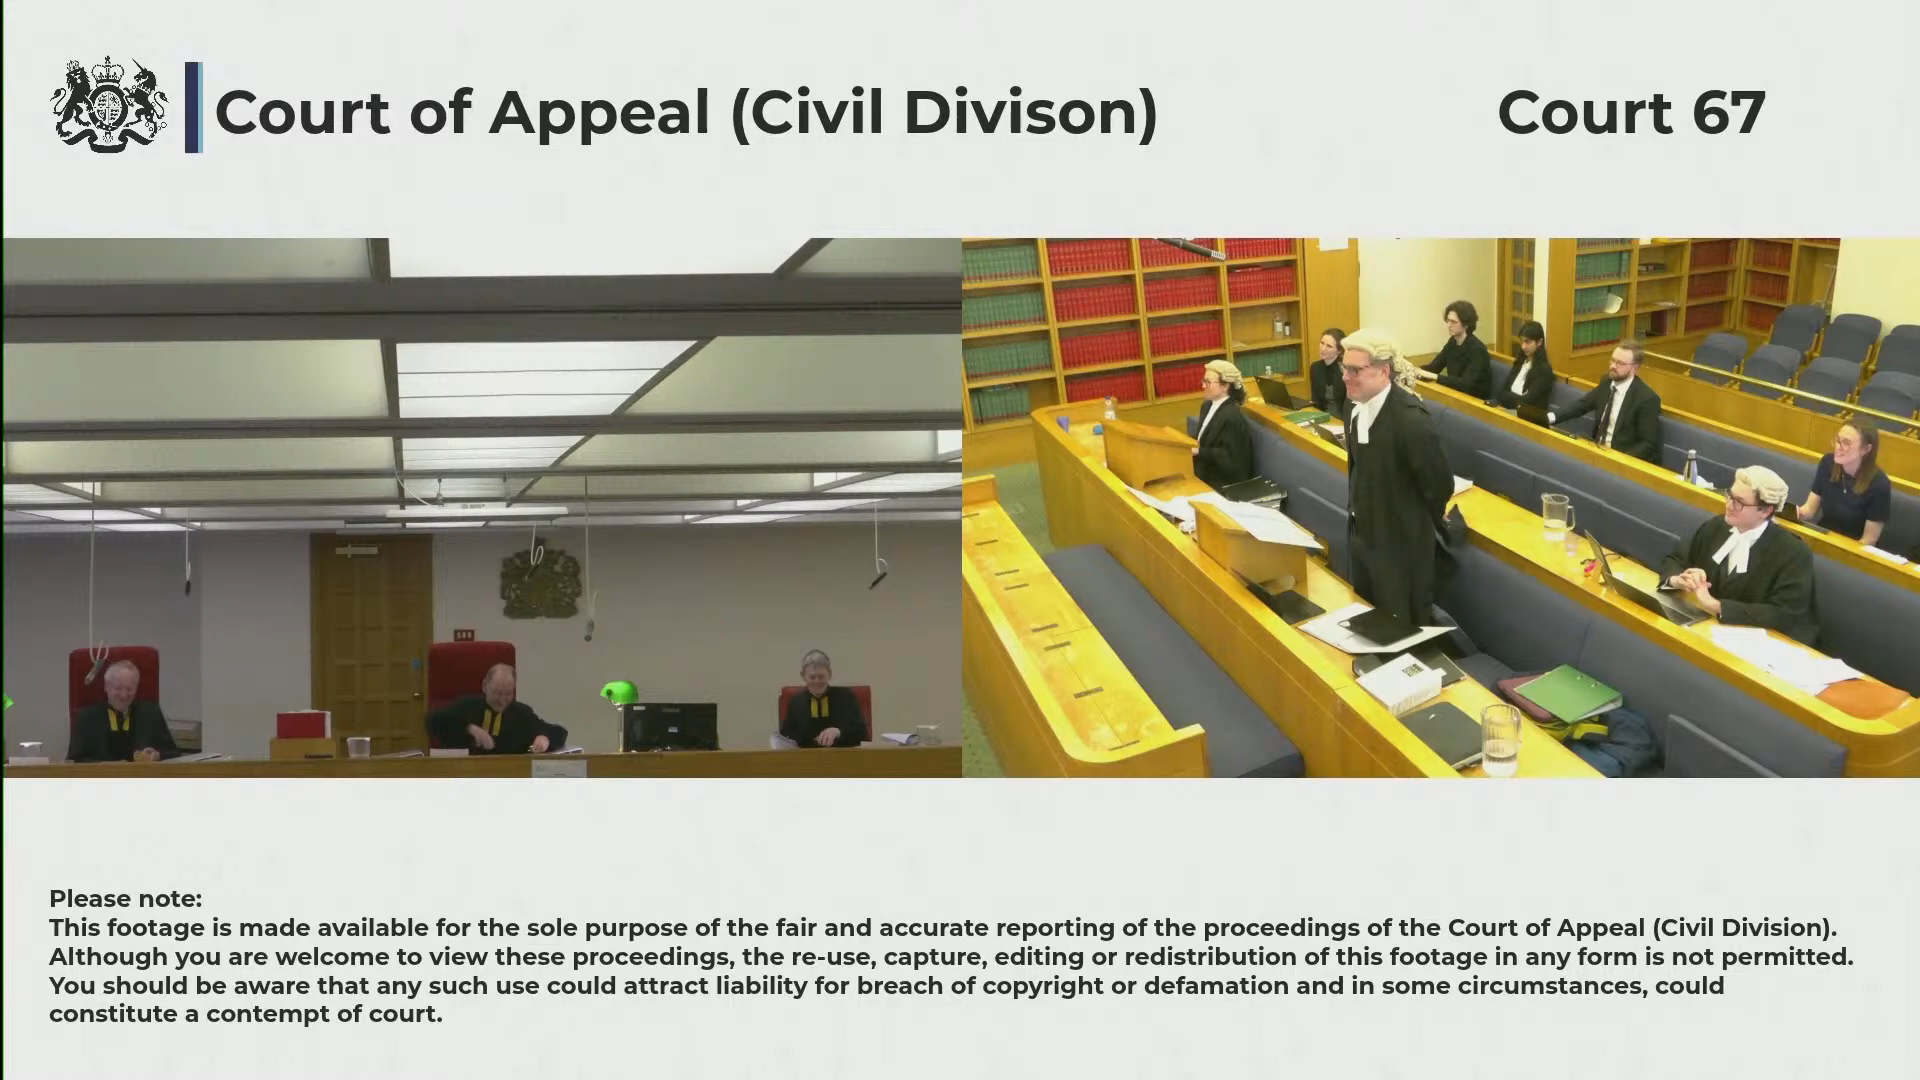 Court of Appeal (Civil Divison)
Court 67
Please note:
This footage is made available for the sole purpose of the fair and accurate reporting of the proceedings of the Court of Appeal (Civil Division).
Although you are welcome to view these proceedings, the re-use, capture, editing or redistribution of this footage in any form is not permitted.
You should be aware that any such use could attract liability for breach of copyright or defamation and in some circumstances, could
constitute a contempt of court.